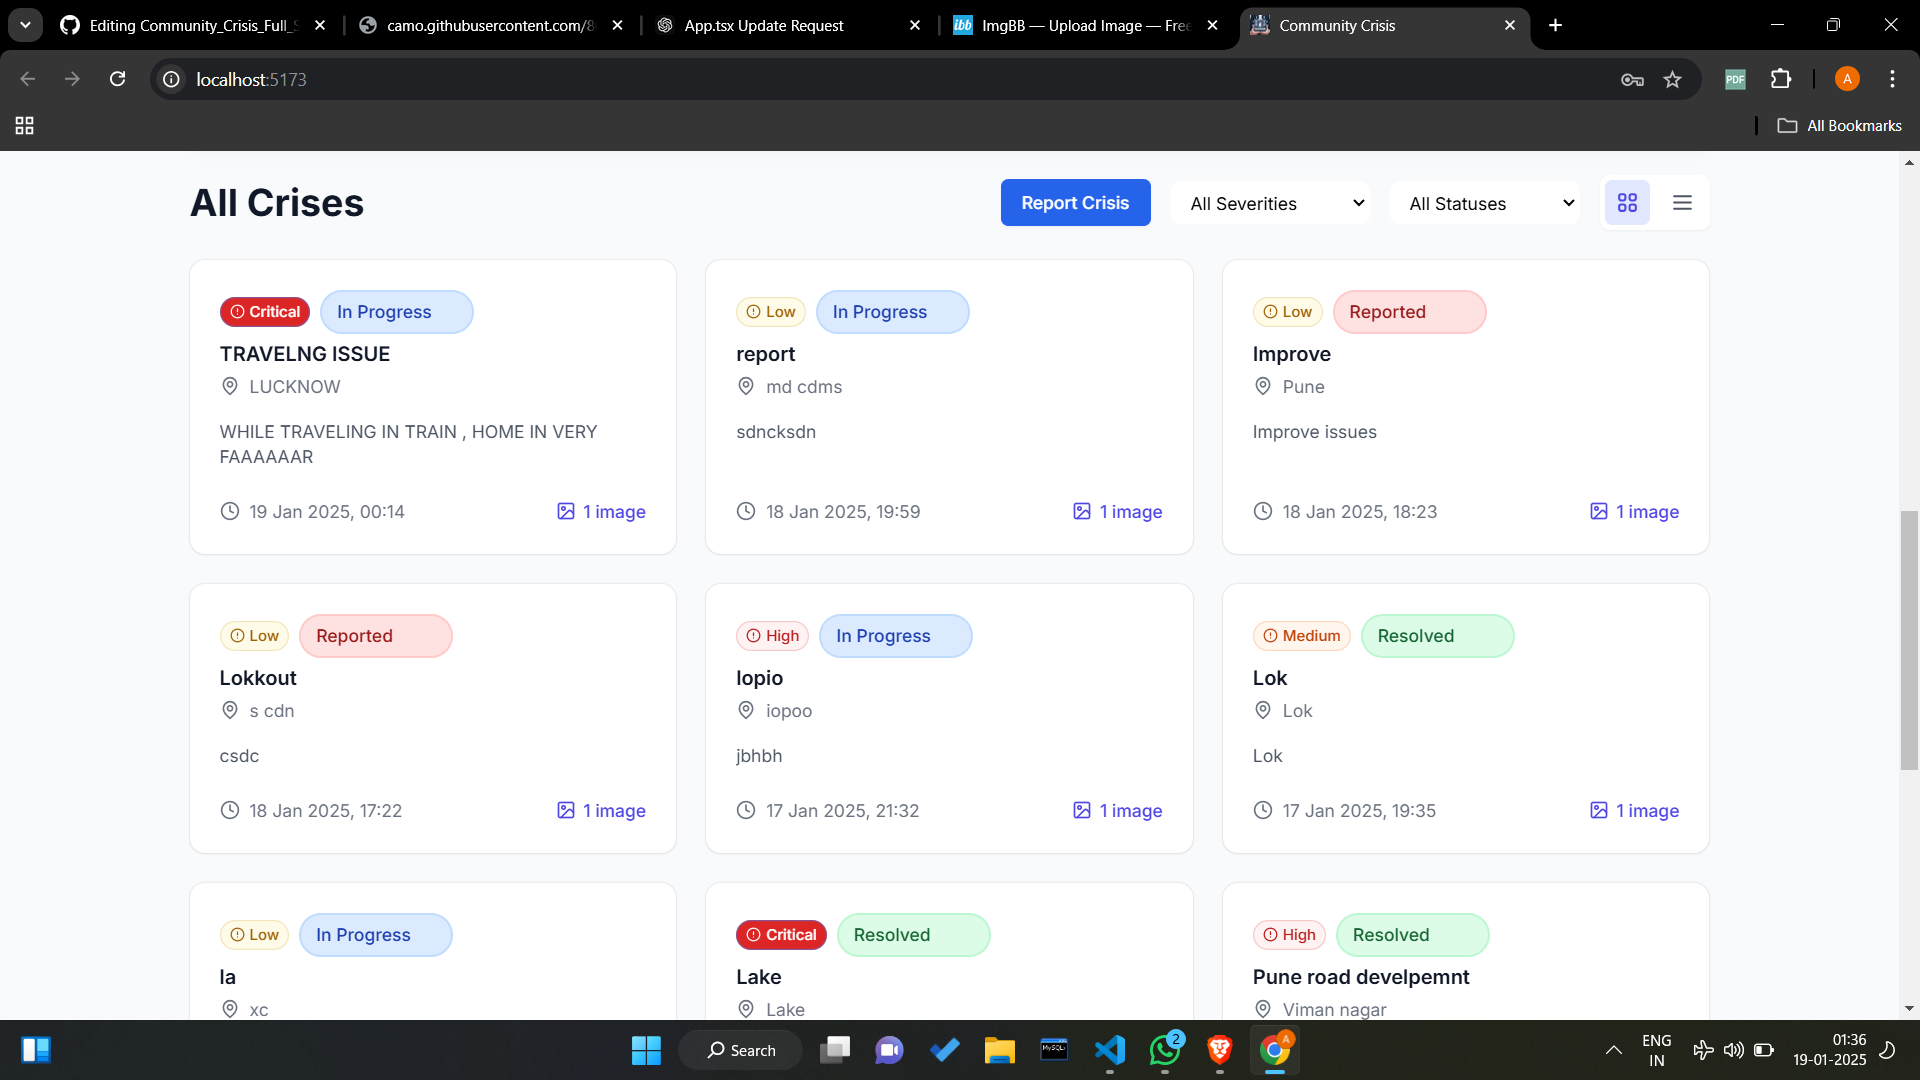 Editing Community_Crisis_Full_S
camo.githubusercontent.com/8
App.tsx Update Request
ibb
ImgBB — Upload Image — Free
Community Crisis
localhost:5173
PDF
A
All Bookmarks
All Crises
Report Crisis
All Severities
All Statuses
Critical
In Progress
TRAVELNG ISSUE
LUCKNOW
WHILE TRAVELING IN TRAIN , HOME IN VERY
FAAAAAAR
19 Jan 2025, 00:14
1 image
Low
In Progress
report
md cdms
sdncksdn
18 Jan 2025, 19:59
1 image
Low
Reported
Improve
Pune
Improve issues
18 Jan 2025, 18:23
1 image
Low
Reported
Lokkout
s cdn
csdc
18 Jan 2025, 17:22
1 image
High
In Progress
lopio
iopoo
jbhbh
17 Jan 2025, 21:32
1 image
Medium
Resolved
Lok
Lok
Lok
17 Jan 2025, 19:35
1 image
Low
In Progress
la
xc
Critical
Resolved
Lake
Lake
High
Resolved
Pune road develpemnt
Viman nagar
Search
MySQL
2
A
ENG
IN
01:36
19-01-2025